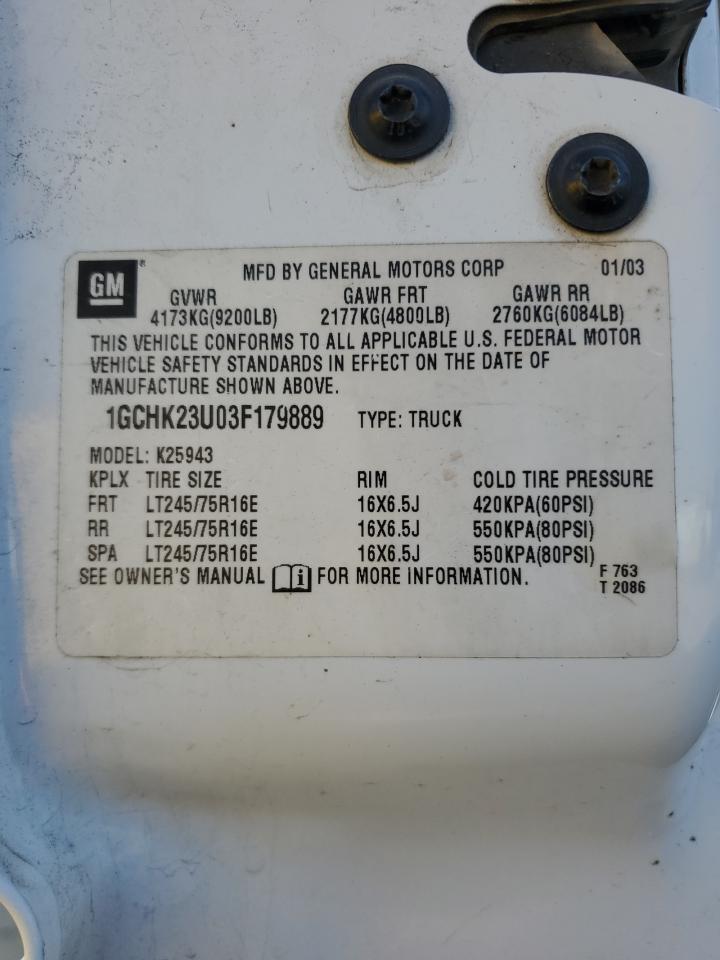 GM
MFD BY GENERAL MOTORS CORP 01/03
GVWR GAWR FRT GAWR RR
4173KG(9200LB) 2177KG(4800LB) 2760KG(6084LB)
THIS VEHICLE CONFORMS TO ALL APPLICABLE U.S. FEDERAL MOTOR
VEHICLE SAFETY STANDARDS IN EFFECT ON THE DATE OF
MANUFACTURE SHOWN ABOVE.
1GCHK23U03F179889 TYPE: TRUCK
MODEL: K25943
KPLX TIRE SIZE RIM COLD TIRE PRESSURE
FRT LT245/75R16E 16X6.5J 420KPA(60PSI)
RR LT245/75R16E 16X6.5J 550KPA(80PSI)
SPA LT245/75R16E 16X6.5J 550KPA(80PSI)
SEE OWNER'S MANUAL i FOR MORE INFORMATION. F 763
T 2086